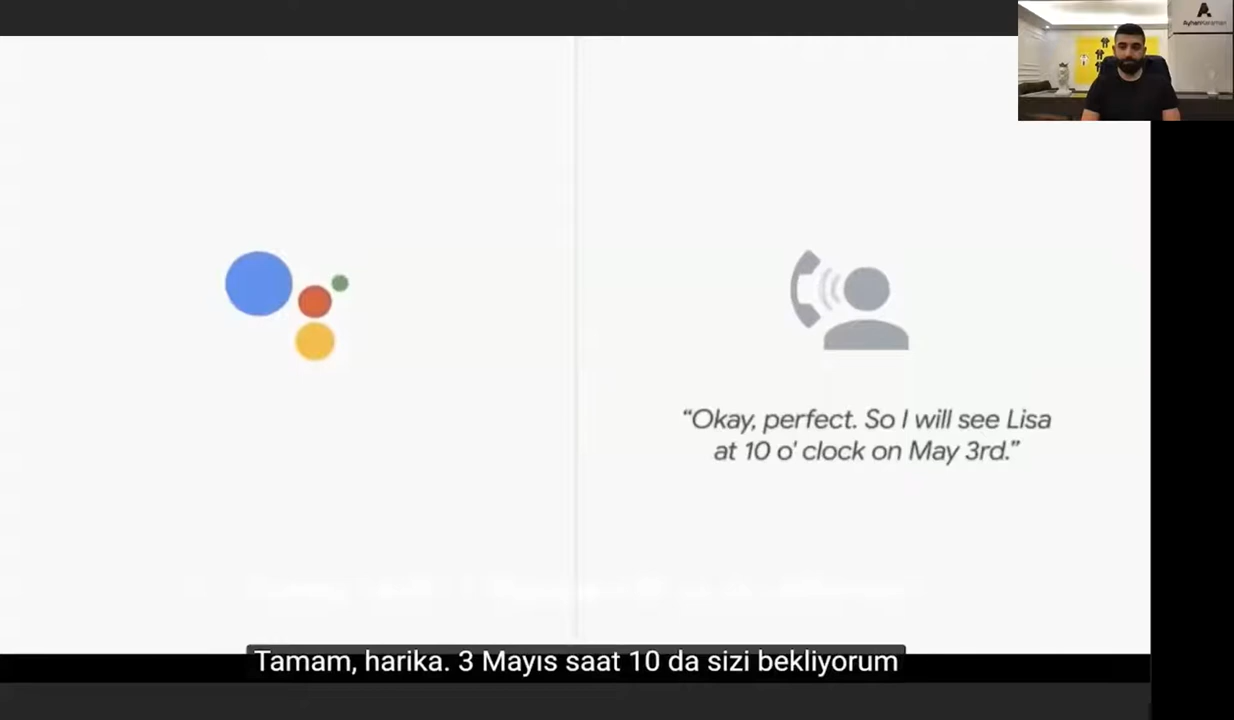 AyhanKaraman
“Okay, perfect. So I will see Lisa
at 10 o' clock on May 3rd.”
Tamam, harika. 3 Mayıs saat 10 da sizi bekliyorum